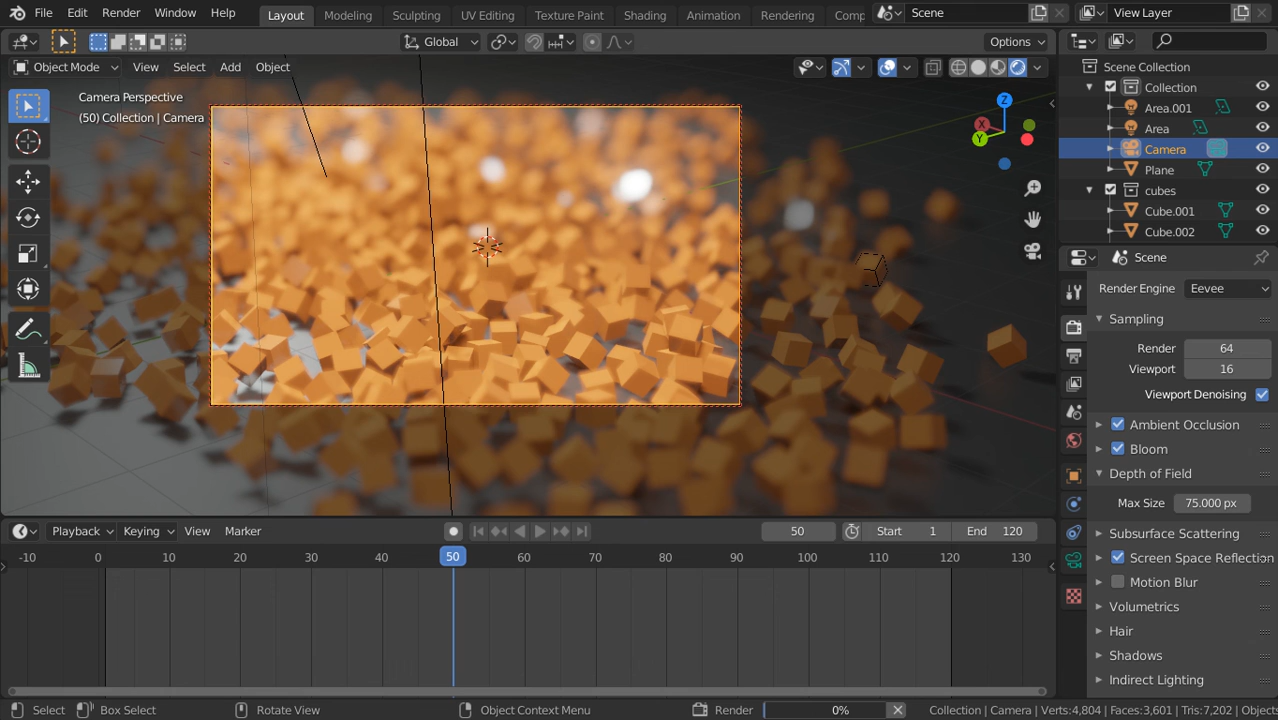 File Edit Render Window Help Layout Modeling Sculpting UV Editing Texture Paint Shading Animation Rendering Comp Scene View Layer
Global Options
Object Mode View Select Add Object
Camera Perspective
(50) Collection | Camera
Z
X
Y
Scene Collection
Collection
Area.001
Area
Camera
Plane
cubes
Cube.001
Cube.002
Scene
Render Engine Eevee
Sampling
Render 64
Viewport 16
Viewport Denoising
Ambient Occlusion
Bloom
Depth of Field
Max Size 75.000 px
Subsurface Scattering
Screen Space Reflection
Motion Blur
Volumetrics
Hair
Shadows
Indirect Lighting
Playback Keying View Marker 50 Start 1 End 120
-10 0 10 20 30 40 50 60 70 80 90 100 110 120 130
Select Box Select Rotate View Object Context Menu Render 0% Collection | Camera | Verts:4,804 | Faces:3,601 | Tris:7,202 | Objects